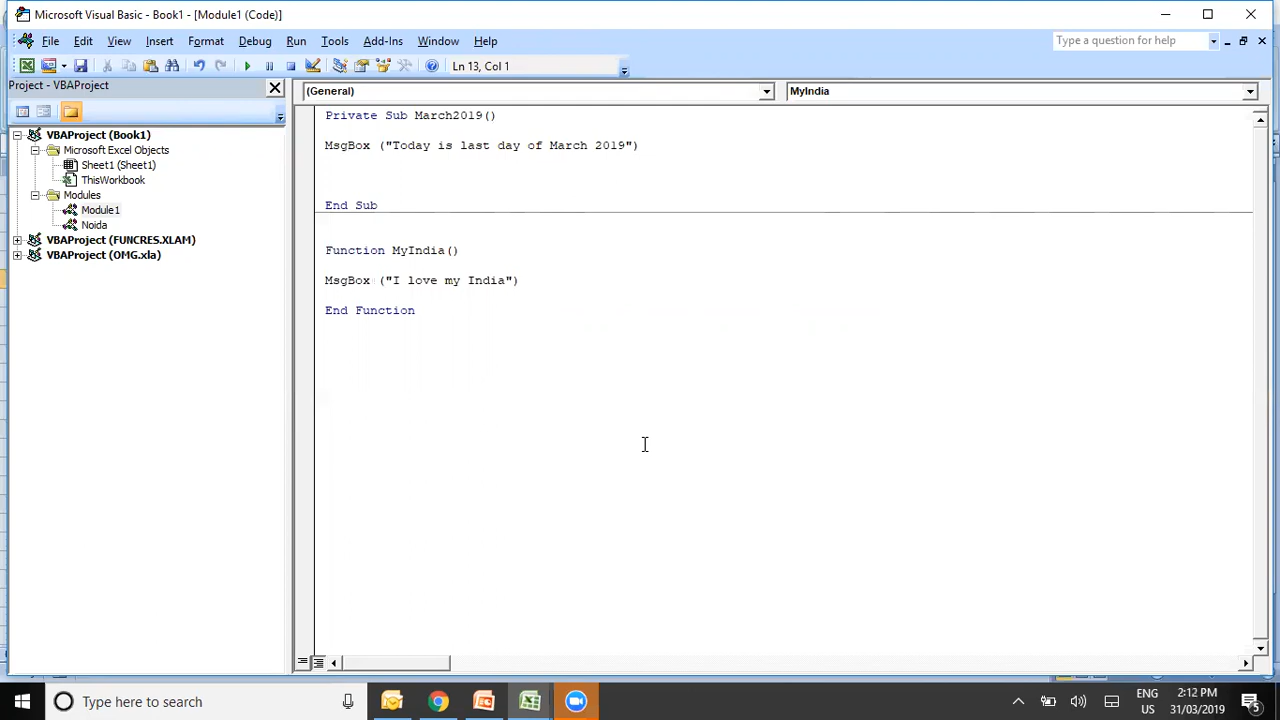 Microsoft Visual Basic - Book1 - [Module1 (Code)]
File Edit View Insert Format Debug Run Tools Add-Ins Window Help
Type a question for help
Ln 13, Col 1
Project - VBAProject
(General)
MyIndia
VBAProject (Book1)
Microsoft Excel Objects
Sheet1 (Sheet1)
ThisWorkbook
Modules
Module1
Noida
VBAProject (FUNCRES.XLAM)
VBAProject (OMG.xla)
Private Sub March2019()
MsgBox ("Today is last day of March 2019")
End Sub
Function MyIndia()
MsgBox ("I love my India")
End Function
Type here to search
ENG
US
2:12 PM
31/03/2019
5